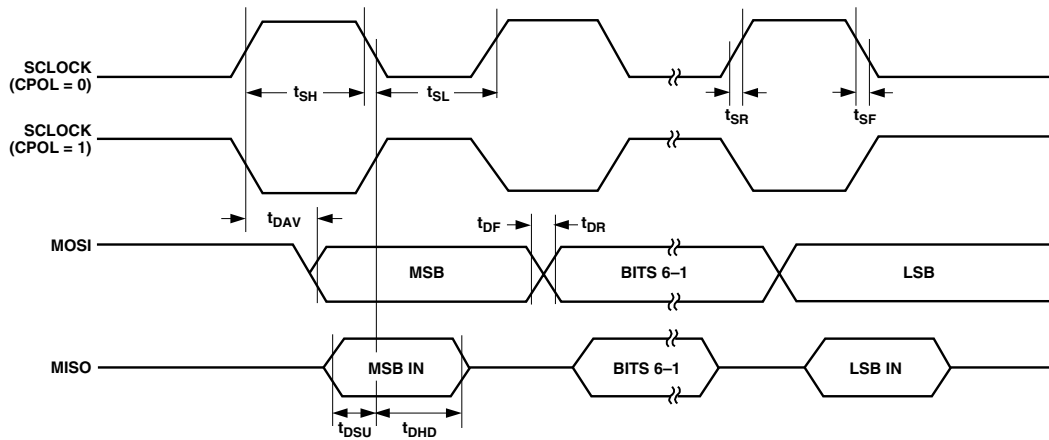 SCLOCK
(CPOL = 0)
tSH
tSL
tSR
tSF
SCLOCK
(CPOL = 1)
tDAV
tDF
tDR
MOSI
MSB
BITS 6–1
LSB
MISO
MSB IN
BITS 6–1
LSB IN
tDSU
tDHD